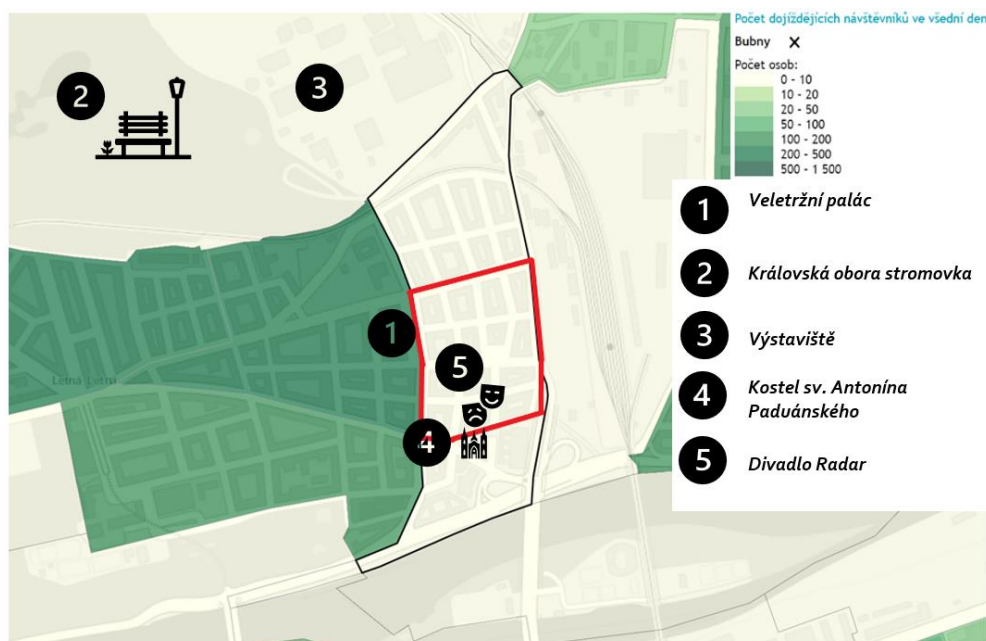 Počet dojíždějících návštěvníků ve všední den
Bubny X
Počet osob:
0 - 10
10 - 20
20 - 50
50 - 100
100 - 200
200 - 500
500 - 1 500
1 Veletržní palác
2 Královská obora stromovka
3 Výstaviště
4 Kostel sv. Antonína
Paduánského
5 Divadlo Radar
2
3
1
5
4
Letná Letná